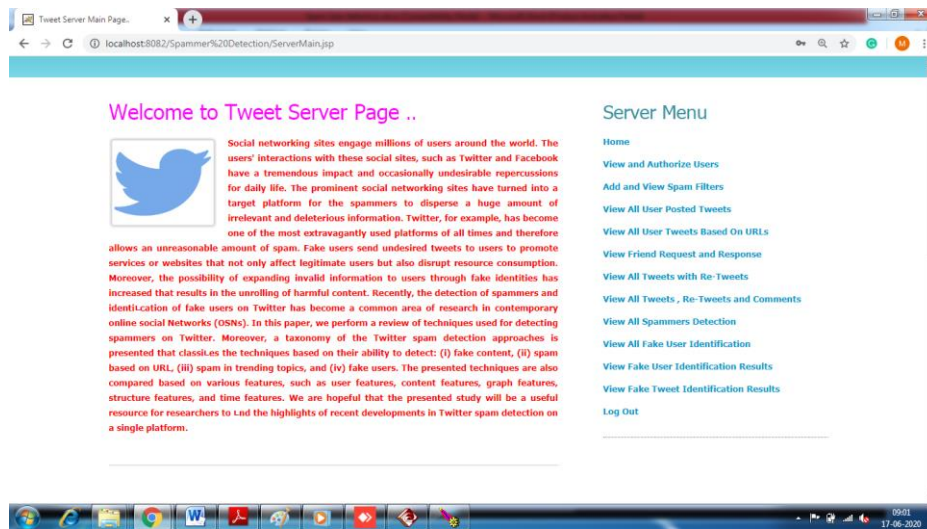 Tweet Server Main Page..
localhost:8082/Spammer%20Detection/ServerMain.jsp
M
Welcome to Tweet Server Page ..
Social networking sites engage millions of users around the world. The
users' interactions with these social sites, such as Twitter and Facebook
have a tremendous impact and occasionally undesirable repercussions
for daily life. The prominent social networking sites have turned into a
target platform for the spammers to disperse a huge amount of
irrelevant and deleterious information. Twitter, for example, has become
one of the most extravagantly used platforms of all times and therefore
allows an unreasonable amount of spam. Fake users send undesired tweets to users to promote
services or websites that not only affect legitimate users but also disrupt resource consumption.
Moreover, the possibility of expanding invalid information to users through fake identities has
increased that results in the unrolling of harmful content. Recently, the detection of spammers and
identi˪cation of fake users on Twitter has become a common area of research in contemporary
online social Networks (OSNs). In this paper, we perform a review of techniques used for detecting
spammers on Twitter. Moreover, a taxonomy of the Twitter spam detection approaches is
presented that classi˪es the techniques based on their ability to detect: (i) fake content, (ii) spam
based on URL, (iii) spam in trending topics, and (iv) fake users. The presented techniques are also
compared based on various features, such as user features, content features, graph features,
structure features, and time features. We are hopeful that the presented study will be a useful
resource for researchers to ˪nd the highlights of recent developments in Twitter spam detection on
a single platform.
Server Menu
Home
View and Authorize Users
Add and View Spam Filters
View All User Posted Tweets
View All User Tweets Based On URLs
View Friend Request and Response
View All Tweets with Re-Tweets
View All Tweets , Re-Tweets and Comments
View All Spammers Detection
View All Fake User Identification
View Fake User Identification Results
View Fake Tweet Identification Results
Log Out
09:01
17-06-2020